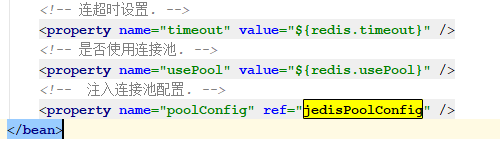 <!-- 连超时设置. -->
<property name="timeout" value="${redis.timeout}" />
<!-- 是否使用连接池. -->
<property name="usePool" value="${redis.usePool}" />
<!--  注入连接池配置. -->
<property name="poolConfig" ref="jedisPoolConfig" />
</bean>